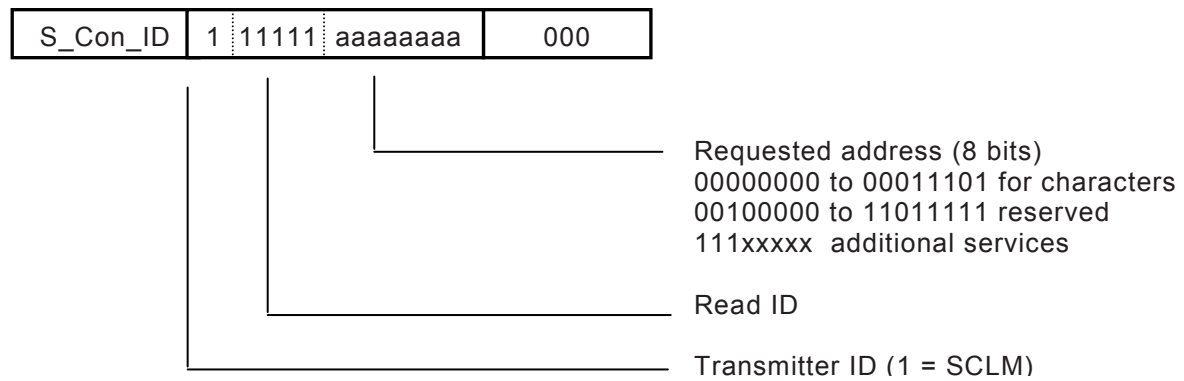 S_Con_ID 1 11111 aaaaaaaa 000
Requested address (8 bits)
00000000 to 00011101 for characters
00100000 to 11011111 reserved
111xxxxx additional services
Read ID
Transmitter ID (1 = SCLM)